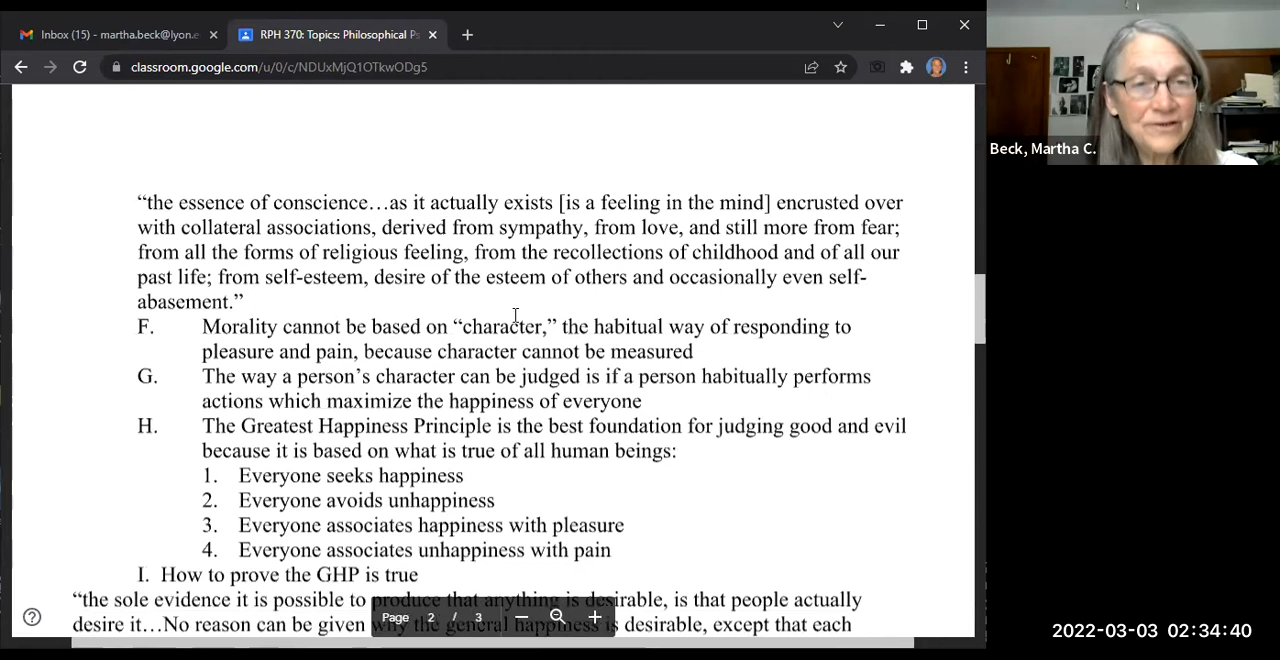 Inbox (15) - martha.beck@lyon.e
RPH 370: Topics: Philosophical Ps
classroom.google.com/u/0/c/NDUxMjQ1OTkwODg5
Beck, Martha C.
“the essence of conscience…as it actually exists [is a feeling in the mind] encrusted over
with collateral associations, derived from sympathy, from love, and still more from fear;
from all the forms of religious feeling, from the recollections of childhood and of all our
past life; from self-esteem, desire of the esteem of others and occasionally even self-
abasement.”
F. Morality cannot be based on “character,” the habitual way of responding to
pleasure and pain, because character cannot be measured
G. The way a person’s character can be judged is if a person habitually performs
actions which maximize the happiness of everyone
H. The Greatest Happiness Principle is the best foundation for judging good and evil
because it is based on what is true of all human beings:
1. Everyone seeks happiness
2. Everyone avoids unhappiness
3. Everyone associates happiness with pleasure
4. Everyone associates unhappiness with pain
I. How to prove the GHP is true
“the sole evidence it is possible to produce that anything is desirable, is that people actually
desire it…No reason can be given why the general happiness is desirable, except that each
Page 2 / 3
2022-03-03 02:34:40